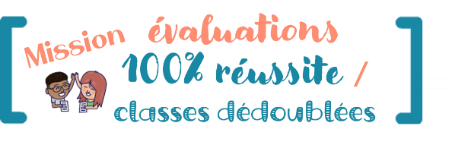 Mission évaluations
100% réussite /
classes dédoublées